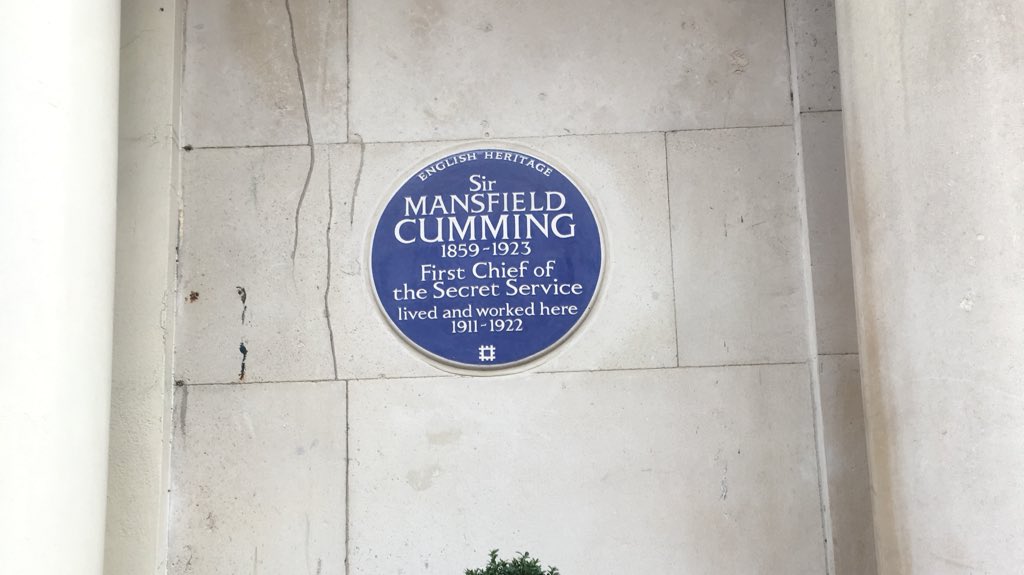 ENGLISH HERITAGE
Sir
MANSFIELD
CUMMING
1859-1923
First Chief of
the Secret Service
lived and worked here
1911-1922